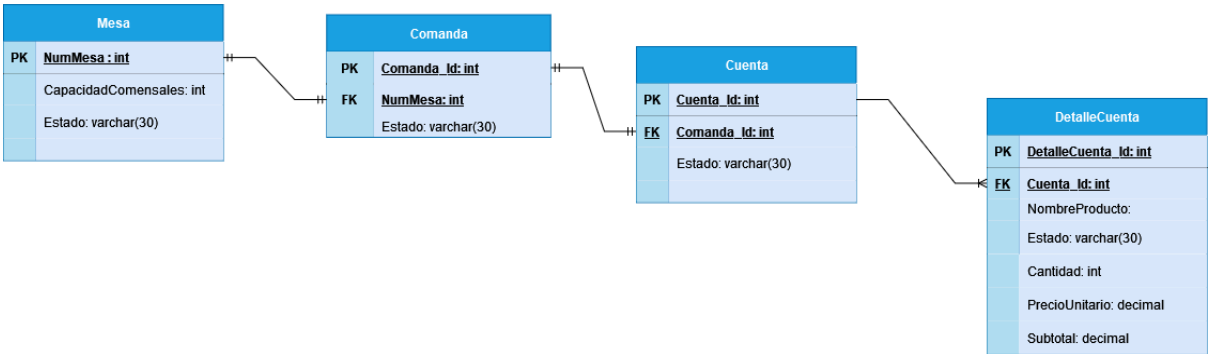 Mesa
PK NumMesa : int
CapacidadComensales: int
Estado: varchar(30)
Comanda
PK Comanda_Id: int
FK NumMesa: int
Estado: varchar(30)
Cuenta
PK Cuenta_Id: int
FK Comanda_Id: int
Estado: varchar(30)
DetalleCuenta
PK DetalleCuenta_Id: int
FK Cuenta_Id: int
NombreProducto:
Estado: varchar(30)
Cantidad: int
PrecioUnitario: decimal
Subtotal: decimal